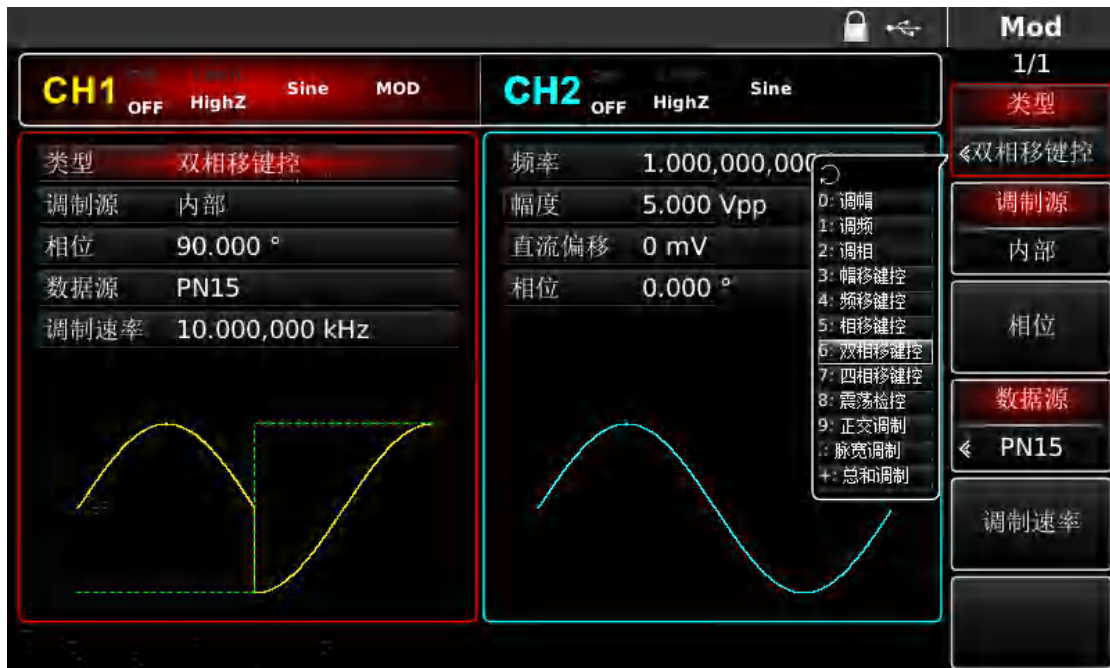 Mod
1/1
CH1 OFF HighZ Sine MOD
CH2 OFF HighZ Sine
类型 双相移键控
调制源 内部
相位 90.000 °
数据源 PN15
调制速率 10.000,000 kHz
频率 1.000,000,000
幅度 5.000 Vpp
直流偏移 0 mV
相位 0.000 °
0: 调幅
1: 调频
2: 调相
3: 幅移键控
4: 频移键控
5: 相移键控
6: 双相移键控
7: 四相移键控
8: 震荡检控
9: 正交调制
.: 脉宽调制
+: 总和调制
类型
双相移键控
调制源
内部
相位
数据源
PN15
调制速率